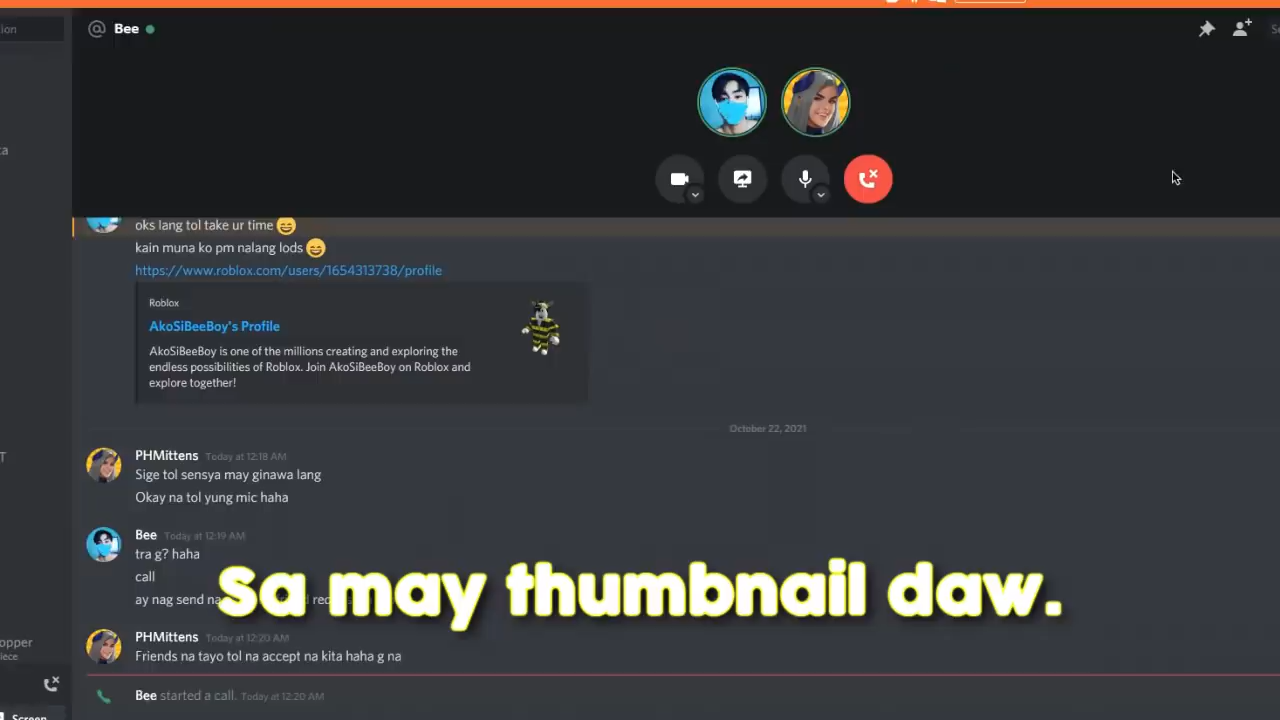 ion
@ Bee
ta
oks lang tol take ur time
kain muna ko pm nalang lods
https://www.roblox.com/users/1654313738/profile
Roblox
AkoSiBeeBoy's Profile
AkoSiBeeBoy is one of the millions creating and exploring the
endless possibilities of Roblox. Join AkoSiBeeBoy on Roblox and
explore together!
October 22, 2021
T
PHMittens Today at 12:18 AM
Sige tol sensya may ginawa lang
Okay na tol yung mic haha
Bee Today at 12:19 AM
tra g? haha
call
ay nag send na
Sa may thumbnail daw.
PHMittens Today at 12:20 AM
Friends na tayo tol na accept na kita haha g na
opper
iece
Bee started a call. Today at 12:20 AM
Screen